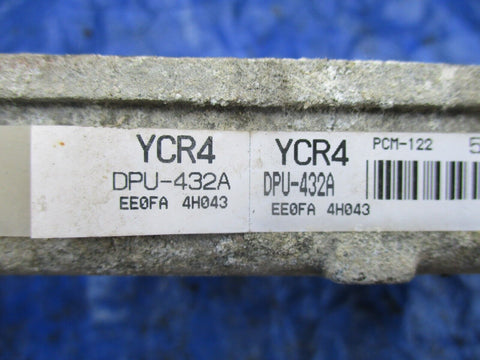 YCR4
DPU-432A
EE0FA 4H043
YCR4
DPU-432A
EE0FA 4H043
PCM-122